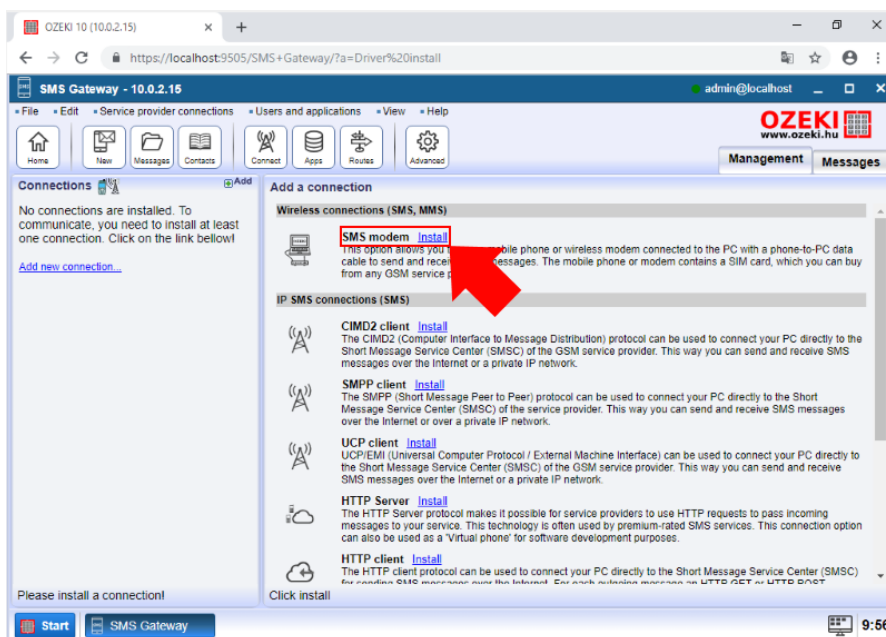 OZEKI 10 (10.0.2.15)
https://localhost:9505/SMS+Gateway/?a=Driver%20install
SMS Gateway - 10.0.2.15
admin@localhost
File Edit Service provider connections Users and applications View Help
OZEKI
www.ozeki.hu
Home New Messages Contacts Connect Apps Routes Advanced
Management Messages
Connections Add
No connections are installed. To
communicate, you need to install at least
one connection. Click on the link bellow!
Add new connection...
Please install a connection!
Add a connection
Wireless connections (SMS, MMS)
SMS modem Install
This option allows you mobile phone or wireless modem connected to the PC with a phone-to-PC data
cable to send and essages. The mobile phone or modem contains a SIM card, which you can buy
from any GSM service
IP SMS connections (SMS)
CIMD2 client Install
The CIMD2 (Computer Interface to Message Distribution) protocol can be used to connect your PC directly to the
Short Message Service Center (SMSC) of the GSM service provider. This way you can send and receive SMS
messages over the Internet or a private IP network.
SMPP client Install
The SMPP (Short Message Peer to Peer) protocol can be used to connect your PC directly to the Short
Message Service Center (SMSC) of the service provider. This way you can send and receive SMS messages
over the Internet or over a private IP network.
UCP client Install
UCP/EMI (Universal Computer Protocol / External Machine Interface) can be used to connect your PC directly to
the Short Message Service Center (SMSC) of the GSM service provider. This way you can send and receive
SMS messages over the Internet or a private IP network.
HTTP Server Install
The HTTP Server protocol makes it possible for service providers to use HTTP requests to pass incoming
messages to your service. This technology is often used by premium-rated SMS services. This connection option
can also be used as a 'Virtual phone' for software development purposes.
HTTP client Install
The HTTP client protocol can be used to connect your PC directly to the Short Message Service Center (SMSC)
for sending SMS messages over the Internet. For each outgoing message an HTTP GET or HTTP POST
Click install
Start SMS Gateway 9:56